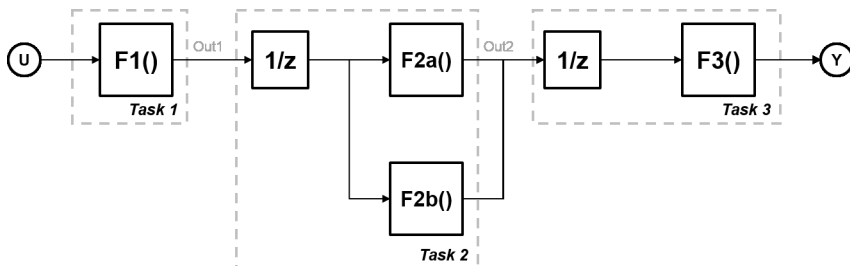 U
F1()
Task 1
Out1
1/z
F2a()
F2b()
Task 2
Out2
1/z
F3()
Task 3
Y